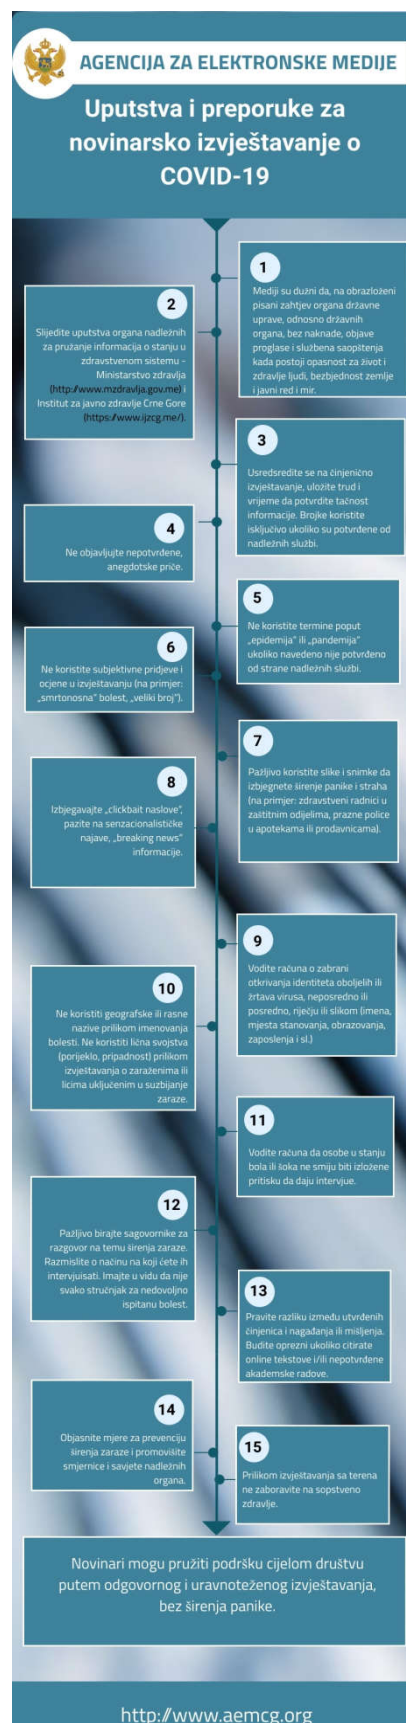 AGENCIJA ZA ELEKTRONSKE MEDIJE
Uputstva i preporuke za
novinarsko izvještavanje o
COVID-19
1
Mediji su dužni da, na obrazloženi
pisani zahtjev organa državne
uprave, odnosno državnih
organa, bez naknade, objave
proglase i službena saopštenja
kada postoji opasnost za život i
zdravlje ljudi, bezbjednost zemlje
i javni red i mir.
2
Slijedite uputstva organa nadležnih
za pružanje informacija o stanju u
zdravstvenom sistemu -
Ministarstvo zdravlja
(http://www.mzdravlja.gov.me) i
Institut za javno zdravlje Crne Gore
(https://www.ijzcg.me/).
3
Usredsredite se na činjenično
izvještavanje, uložite trud i
vrijeme da potvrdite tačnost
informacije. Brojke koristite
isključivo ukoliko su potvrđene od
nadležnih službi.
4
Ne objavljujte nepotvrđene,
anegdotske priče.
5
Ne koristite termine poput
„epidemija" ili „pandemija"
ukoliko navedeno nije potvrđeno
od strane nadležnih službi.
6
Ne koristite subjektivne pridjeve i
ocjene u izvještavanju (na primjer:
„smrtonosna" bolest, „veliki broj").
7
Pažljivo koristite slike i snimke da
izbjegnete širenje panike i straha
(na primjer: zdravstveni radnici u
zaštitnim odijelima, prazne police
u apotekama ili prodavnicama).
8
Izbjegavajte „clickbait naslove",
pazite na senzacionalističke
najave, „breaking news"
informacije.
9
Vodite računa o zabrani
otkrivanja identiteta oboljelih ili
žrtava virusa, neposredno ili
posredno, riječju ili slikom (imena,
mjesta stanovanja, obrazovanja,
zaposlenja i sl.)
10
Ne koristiti geografske ili rasne
nazive prilikom imenovanja
bolesti. Ne koristiti lična svojstva
(porijeklo, pripadnost) prilikom
izvještavanja o zaraženima ili
licima uključenim u suzbijanje
zaraze.
11
Vodite računa da osobe u stanju
bola ili šoka ne smiju biti izložene
pritisku da daju intervjue.
12
Pažljivo birajte sagovornike za
razgovor na temu širenja zaraze.
Razmislite o načinu na koji ćete ih
intervjuisati. Imajte u vidu da nije
svako stručnjak za nedovoljno
ispitanu bolest.
13
Pravite razliku između utvrđenih
činjenica i nagađanja ili mišljenja.
Budite oprezni ukoliko citirate
online tekstove i/ili nepotvrđene
akademske radove.
14
Objasnite mjere za prevenciju
širenja zaraze i promovišite
smjernice i savjete nadležnih
organa.
15
Prilikom izvještavanja sa terena
ne zaboravite na sopstveno
zdravlje.
Novinari mogu pružiti podršku cijelom društvu
putem odgovornog i uravnoteženog izvještavanja,
bez širenja panike.
http://www.aemcg.org